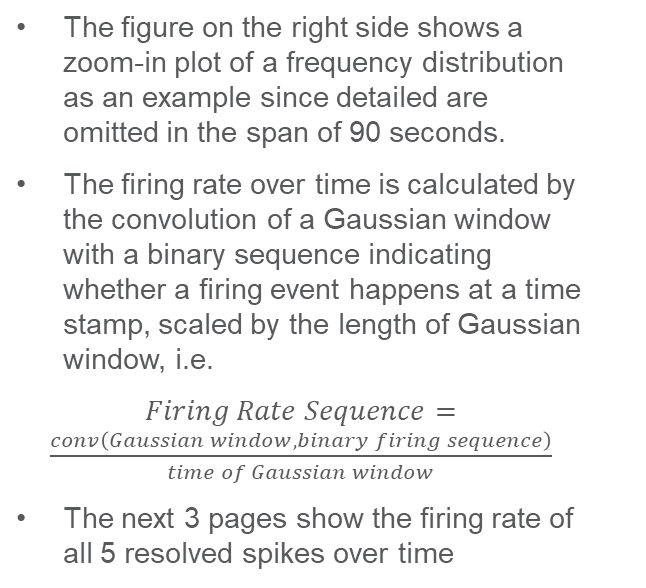 • The figure on the right side shows a
zoom-in plot of a frequency distribution
as an example since detailed are
omitted in the span of 90 seconds.
• The firing rate over time is calculated by
the convolution of a Gaussian window
with a binary sequence indicating
whether a firing event happens at a time
stamp, scaled by the length of Gaussian
window, i.e.
Firing Rate Sequence =
conv(Gaussian window,binary firing sequence)
time of Gaussian window
• The next 3 pages show the firing rate of
all 5 resolved spikes over time